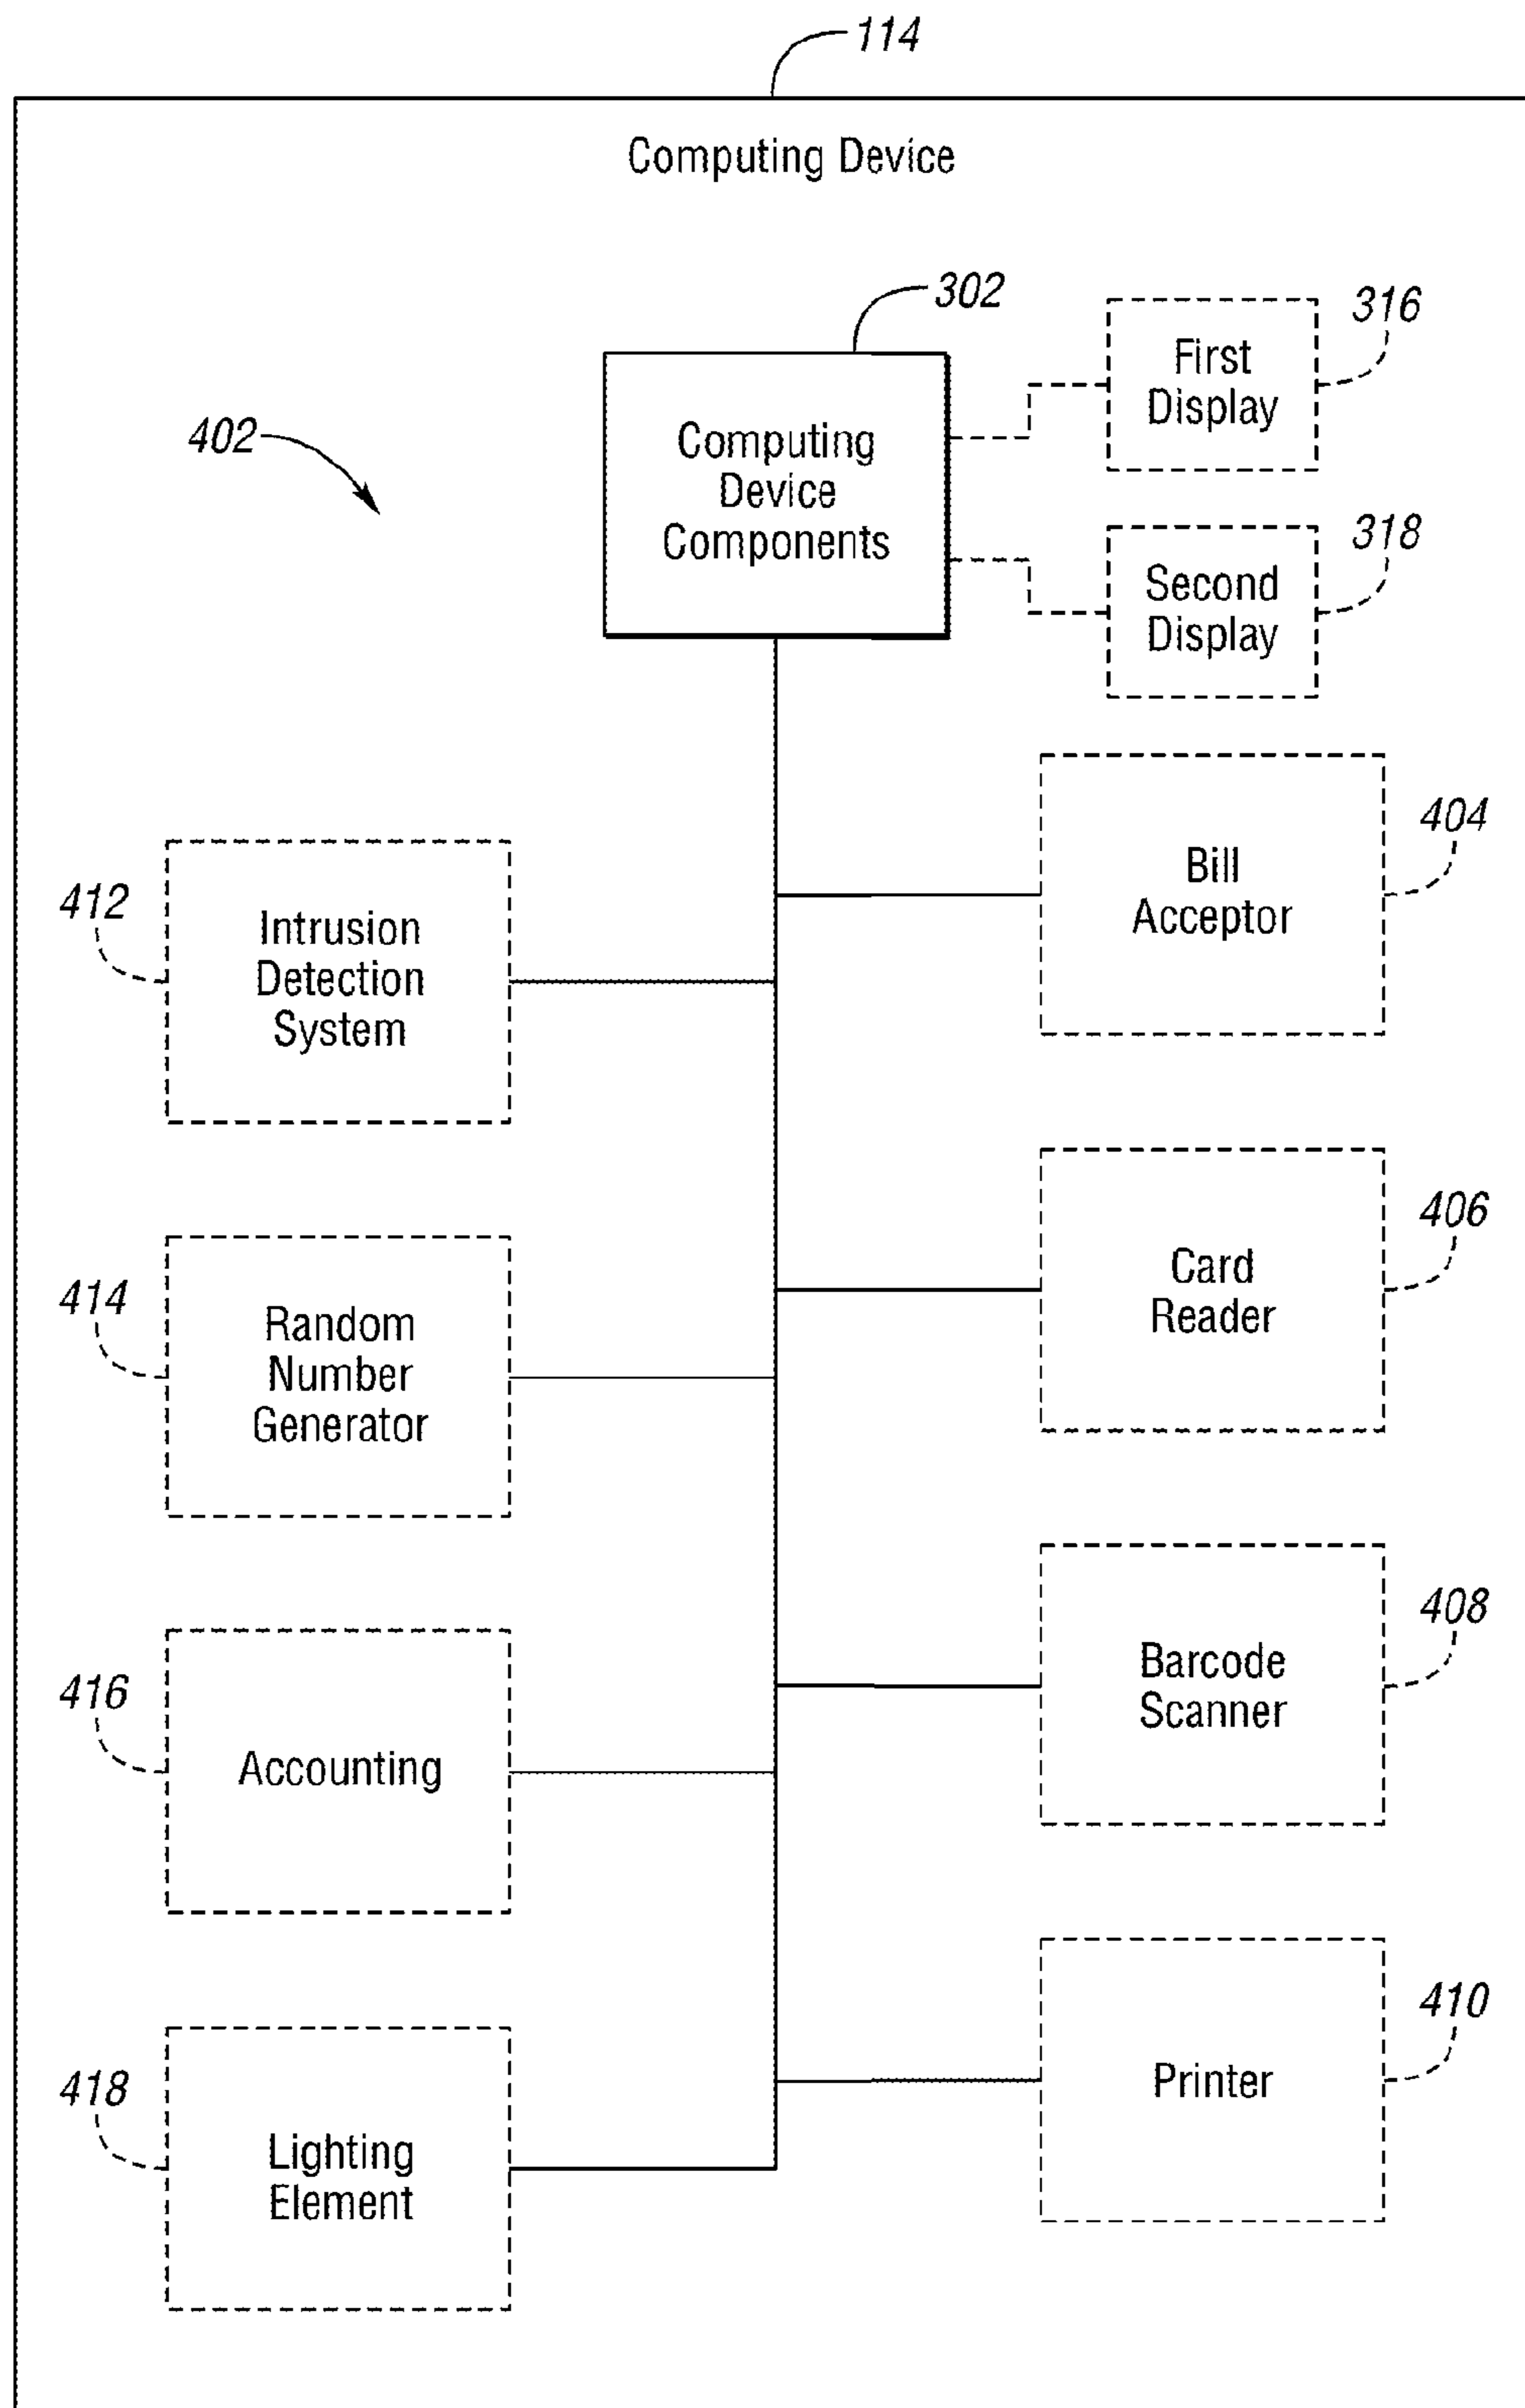 114
Computing Device
302
316
First
Display
402
Computing
Device
Components
318
Second
Display
404
Bill
Acceptor
412
Intrusion
Detection
System
406
Card
Reader
414
Random
Number
Generator
408
Barcode
Scanner
416
Accounting
410
Printer
418
Lighting
Element